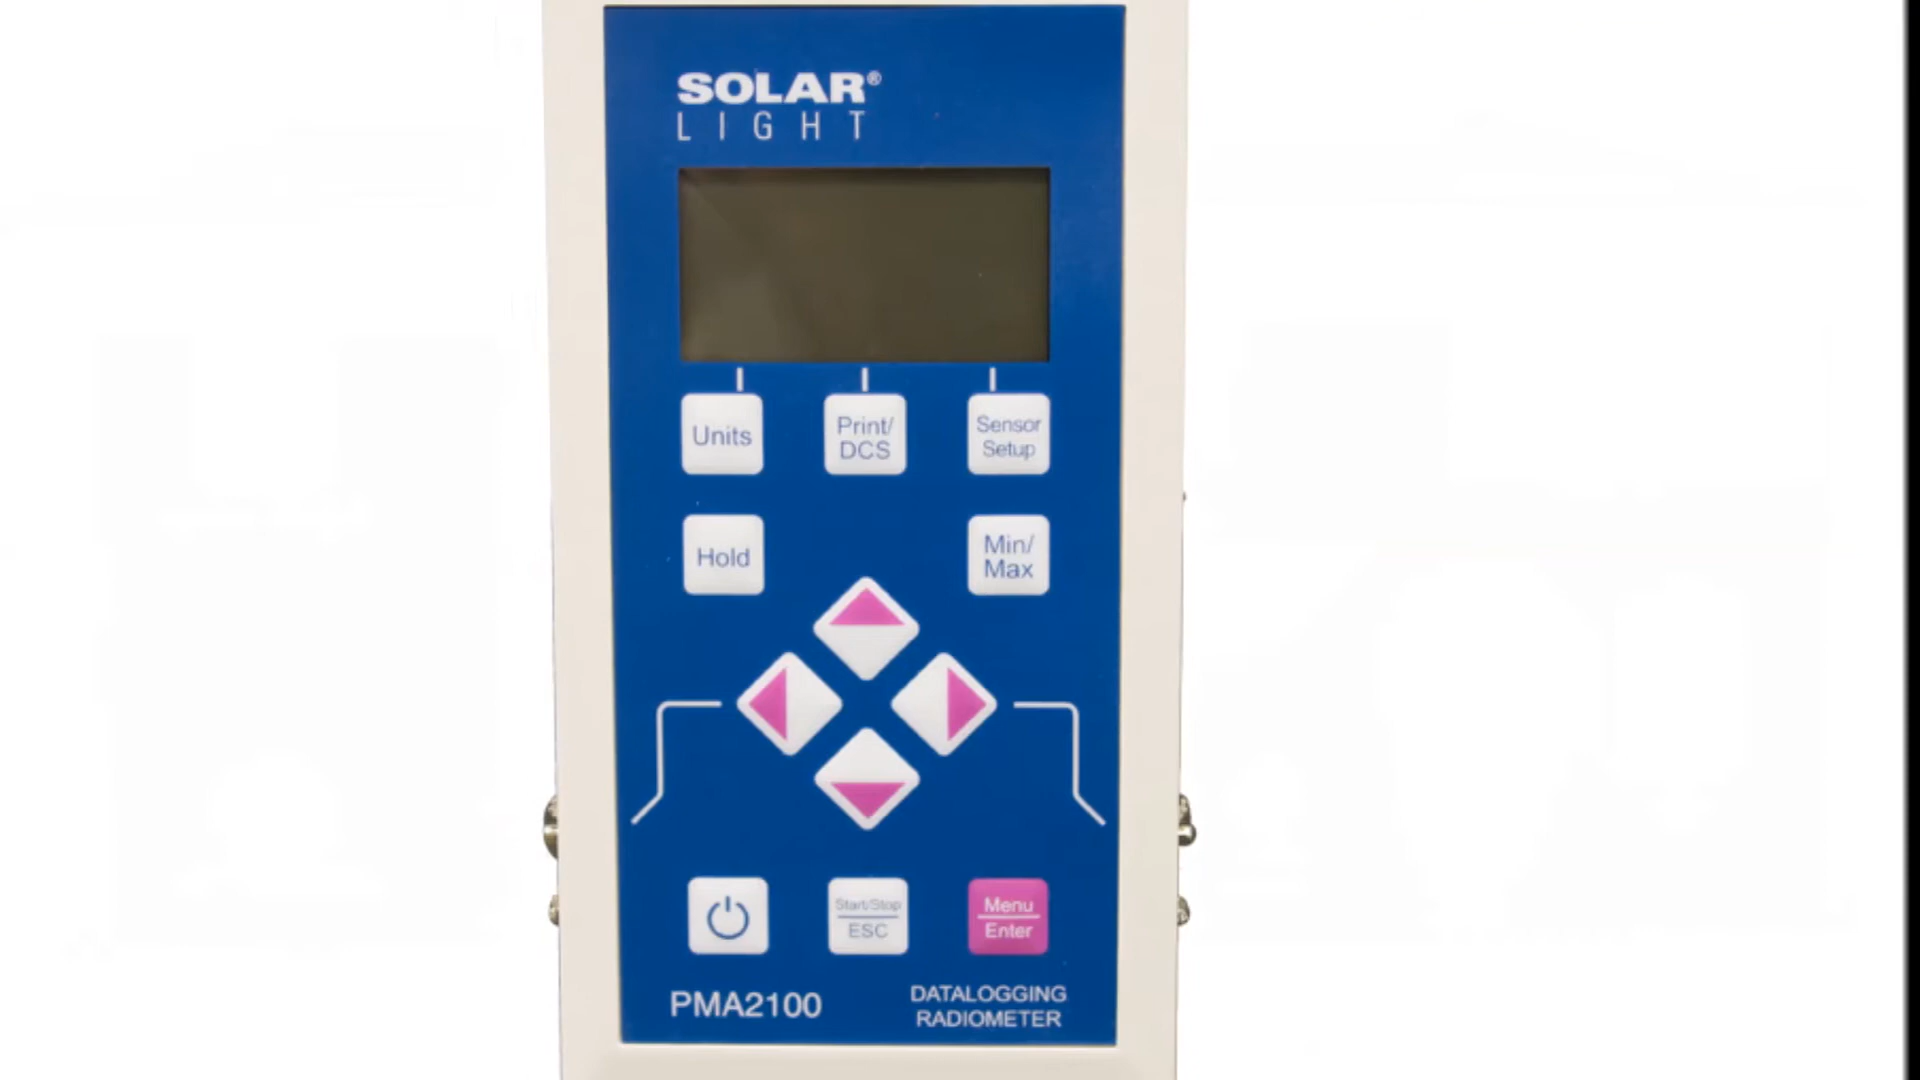 SOLAR®
LIGHT
Units
Print/
DCS
Sensor
Setup
Hold
Min/
Max
Start/Stop
ESC
Menu
Enter
PMA2100
DATALOGGING
RADIOMETER